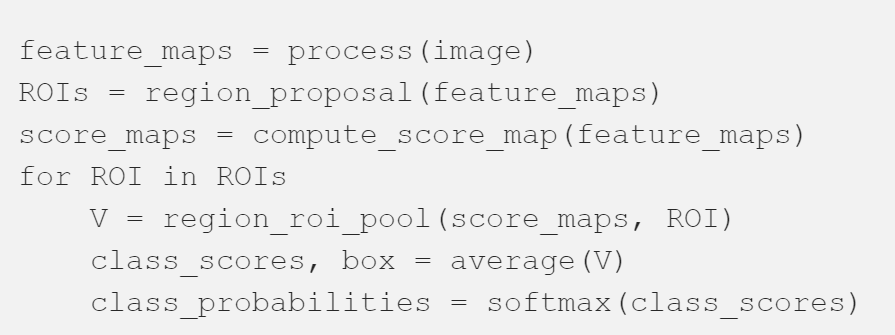 feature_maps = process(image)
ROIs = region_proposal(feature_maps)
score_maps = compute_score_map(feature_maps)
for ROI in ROIs
    V = region_roi_pool(score_maps, ROI)
    class_scores, box = average(V)
    class_probabilities = softmax(class_scores)